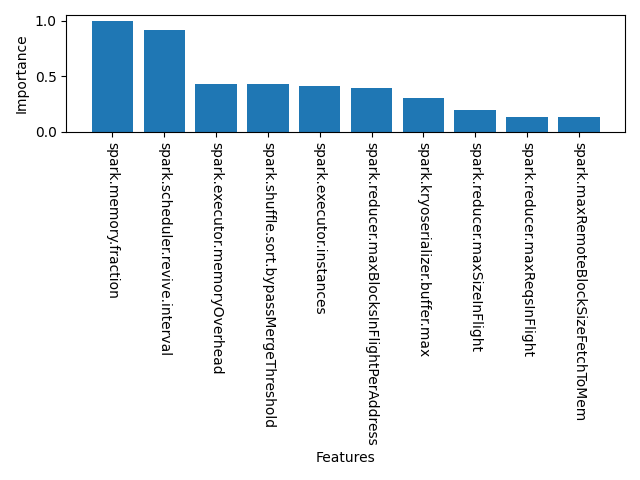 Importance
1.0
0.5
0.0
spark.memory.fraction
spark.scheduler.revive.interval
spark.executor.memoryOverhead
spark.shuffle.sort.bypassMergeThreshold
spark.executor.instances
spark.reducer.maxBlocksInFlightPerAddress
spark.kryoserializer.buffer.max
spark.reducer.maxSizeInFlight
spark.reducer.maxReqsInFlight
spark.maxRemoteBlockSizeFetchToMem
Features